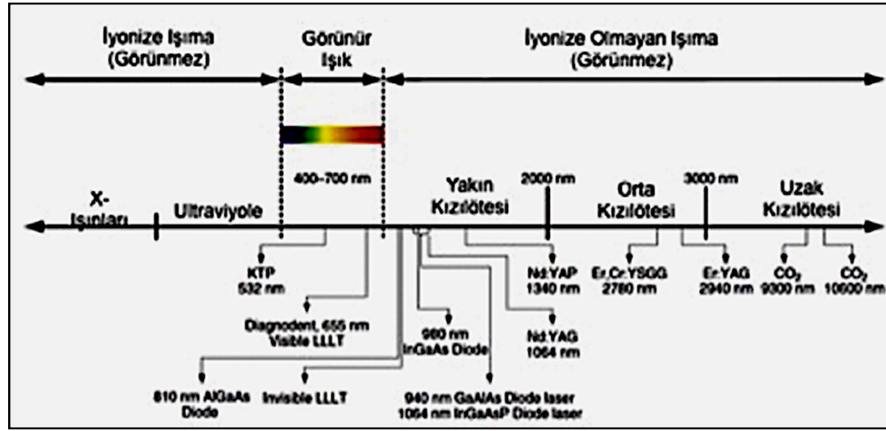 İyonize Işıma
(Görünmez)
Görünür
Işık
İyonize Olmayan Işıma
(Görünmez)
400-700 nm
X-
Işınları
Ultraviyole
Yakın
Kızılötesi
2000 nm
Orta
Kızılötesi
3000 nm
Uzak
Kızılötesi
KTP
532 nm
Nd:YAP
1340 nm
Er,Cr:YSGG
2780 nm
Er:YAG
2940 nm
CO₂
9300 nm
CO₂
10600 nm
Diagnodent, 655 nm
Visible LLLT
980 nm
InGaAs Diode
Nd:YAG
1064 nm
810 nm AlGaAs
Diode
Invisible LLLT
940 nm GaAlAs Diode laser
1064 nm InGaAsP Diode laser